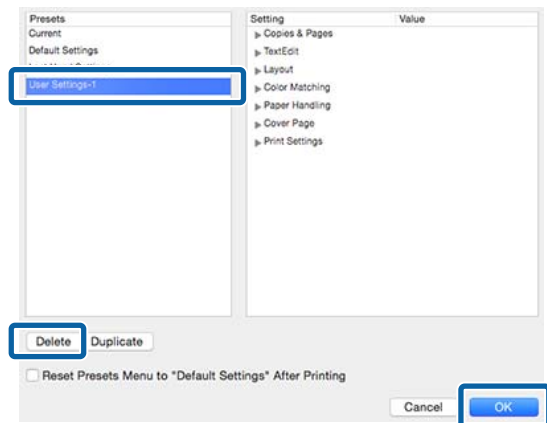 Presets
Current
Default Settings
User Settings-1
Setting Value
Copies & Pages
TextEdit
Layout
Color Matching
Paper Handling
Cover Page
Print Settings
Delete Duplicate
Reset Presets Menu to "Default Settings" After Printing
Cancel OK